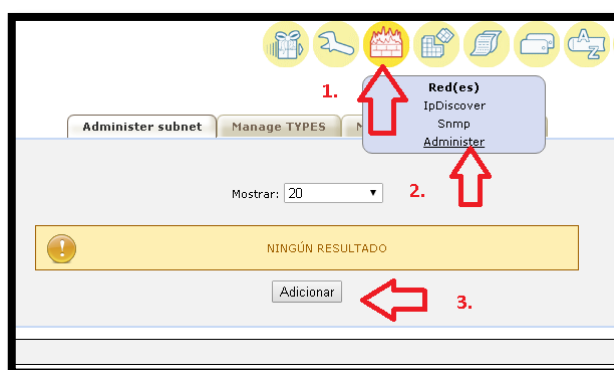 A
Z
1.
Red(es)
IpDiscover
Snmp
Administer
Administer subnet
Manage TYPES
Mostrar: 20
2.
NINGÚN RESULTADO
Adicionar
3.